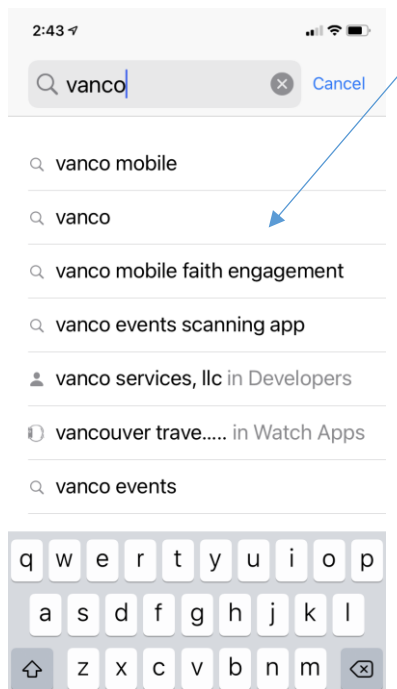 2:43
vanco
Cancel
vanco mobile
vanco
vanco mobile faith engagement
vanco events scanning app
vanco services, llc in Developers
vancouver trave..... in Watch Apps
vanco events
q w e r t y u i o p
a s d f g h j k l
z x c v b n m